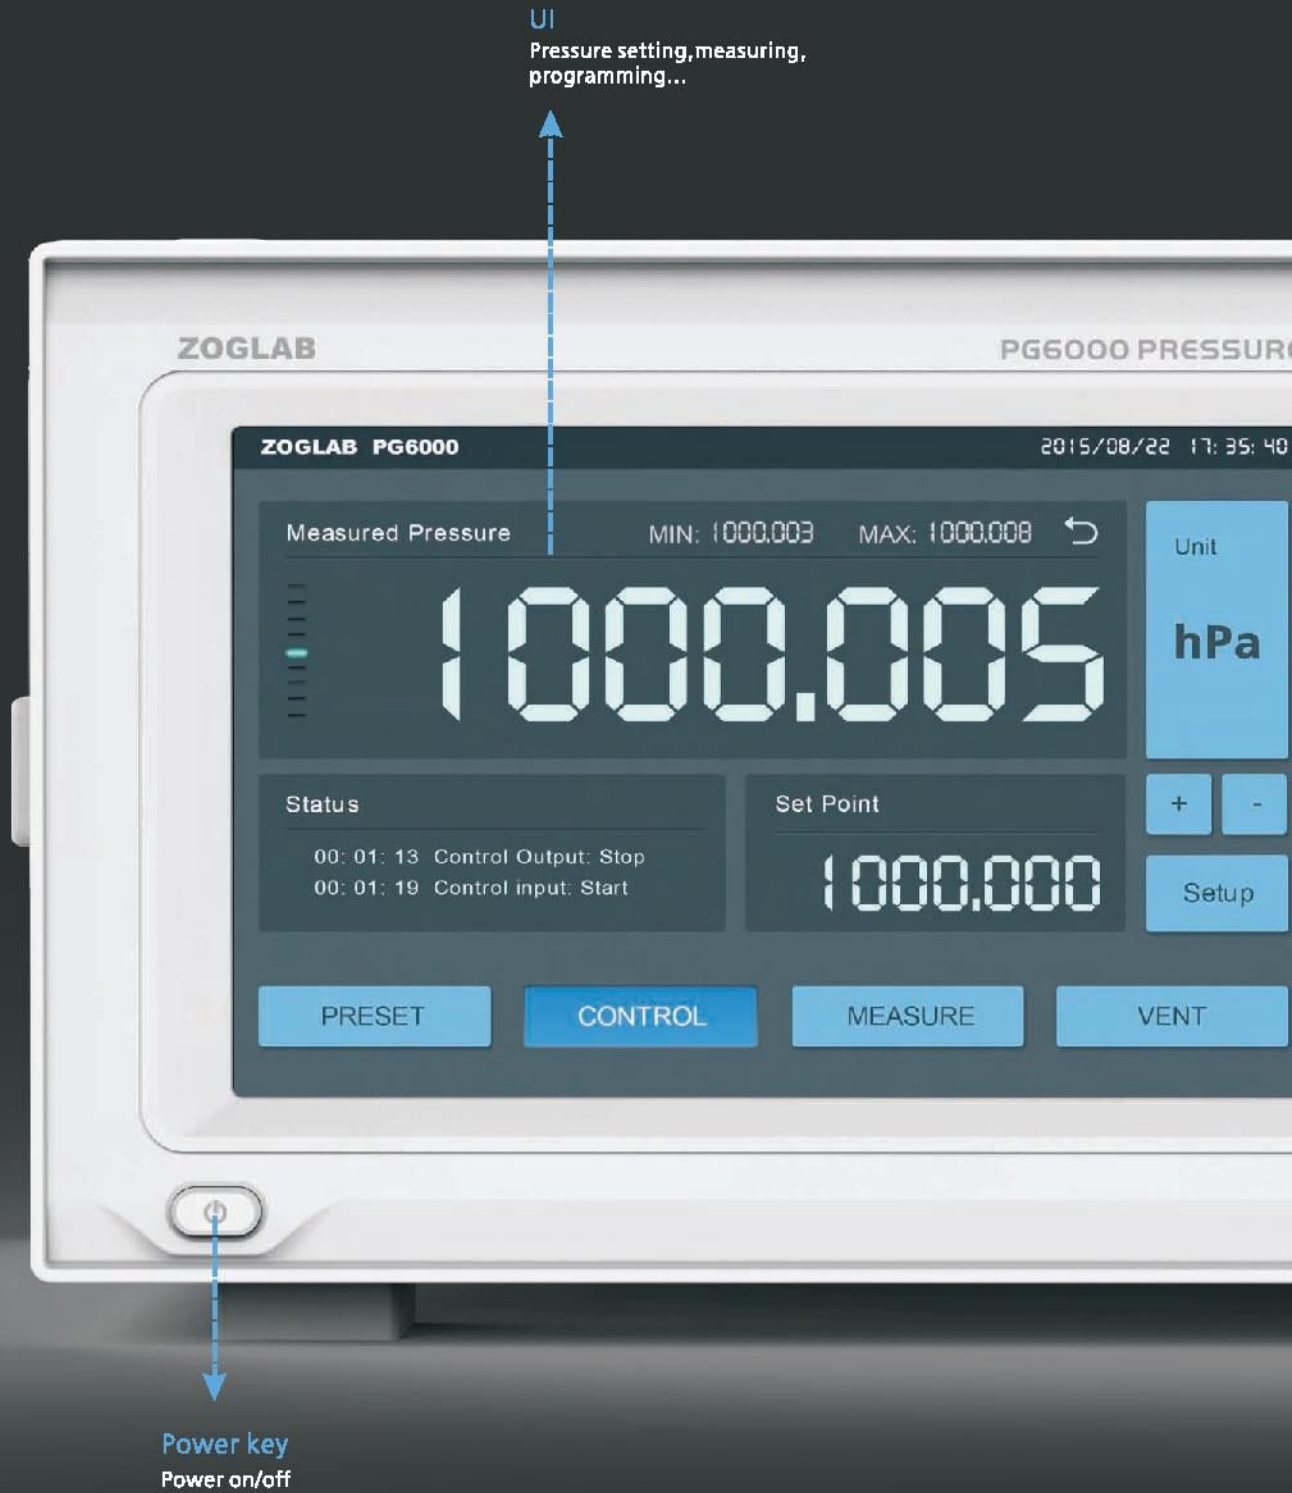 UI
Pressure setting,measuring,
programming...
ZOGLAB
PG6000 PRESSURE
ZOGLAB PG6000
2015/08/22 17:35:40
Measured Pressure
MIN: 1000.003
MAX: 1000.008
Unit
1000.005
hPa
Status
Set Point
+
-
00: 01: 13 Control Output: Stop
00: 01: 19 Control input: Start
1000.000
Setup
PRESET
CONTROL
MEASURE
VENT
Power key
Power on/off